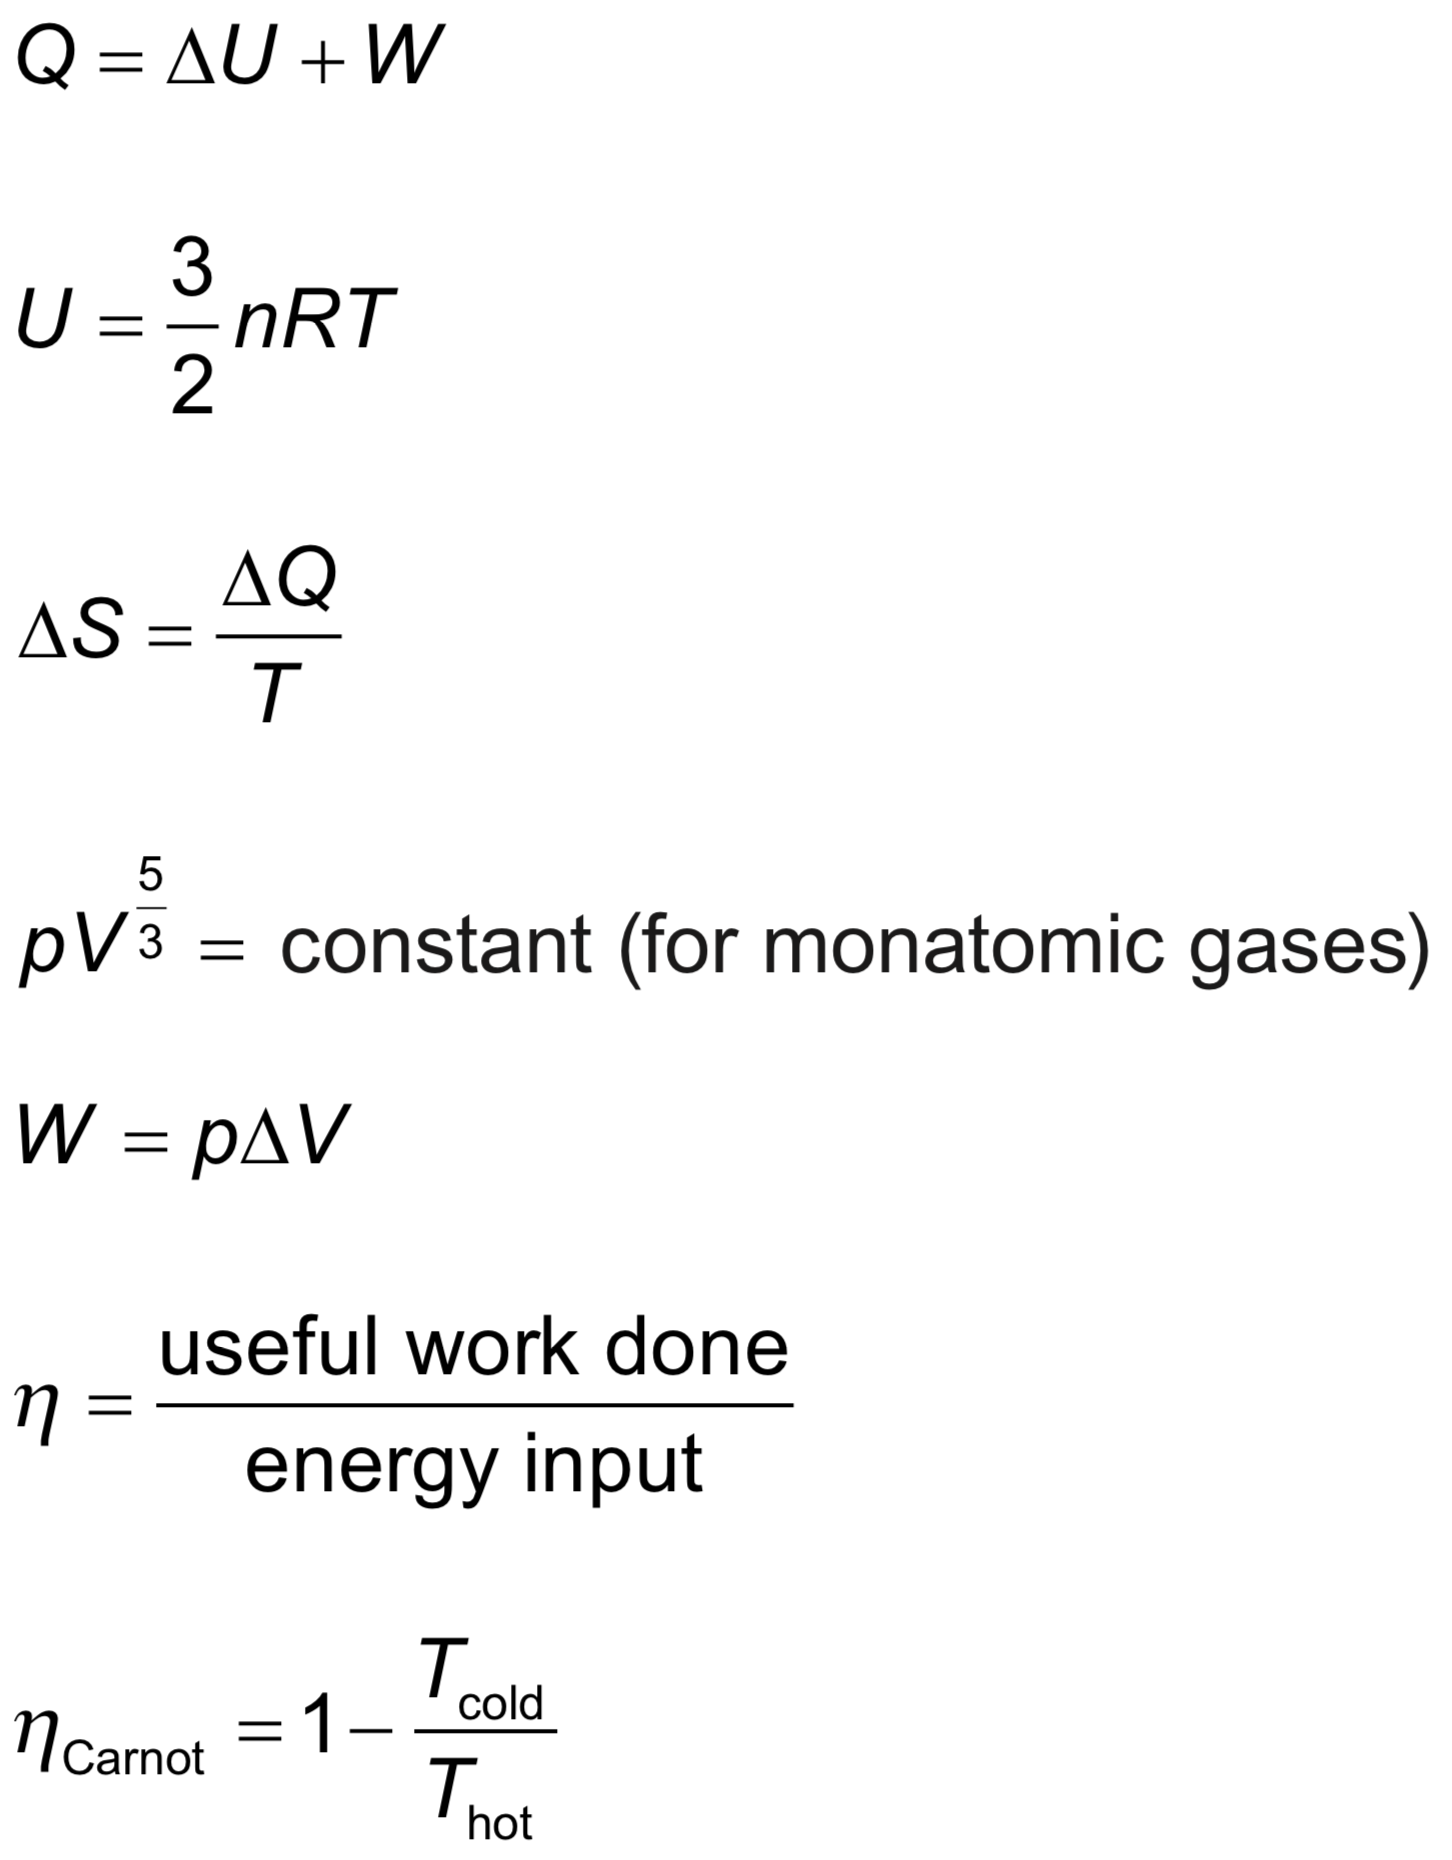 Q = ΔU + W
U = 3/2 nRT
ΔS = ΔQ/T
pV^(5/3) = constant (for monatomic gases)
W = pΔV
η = useful work done/energy input
η_Carnot = 1 − T_cold/T_hot